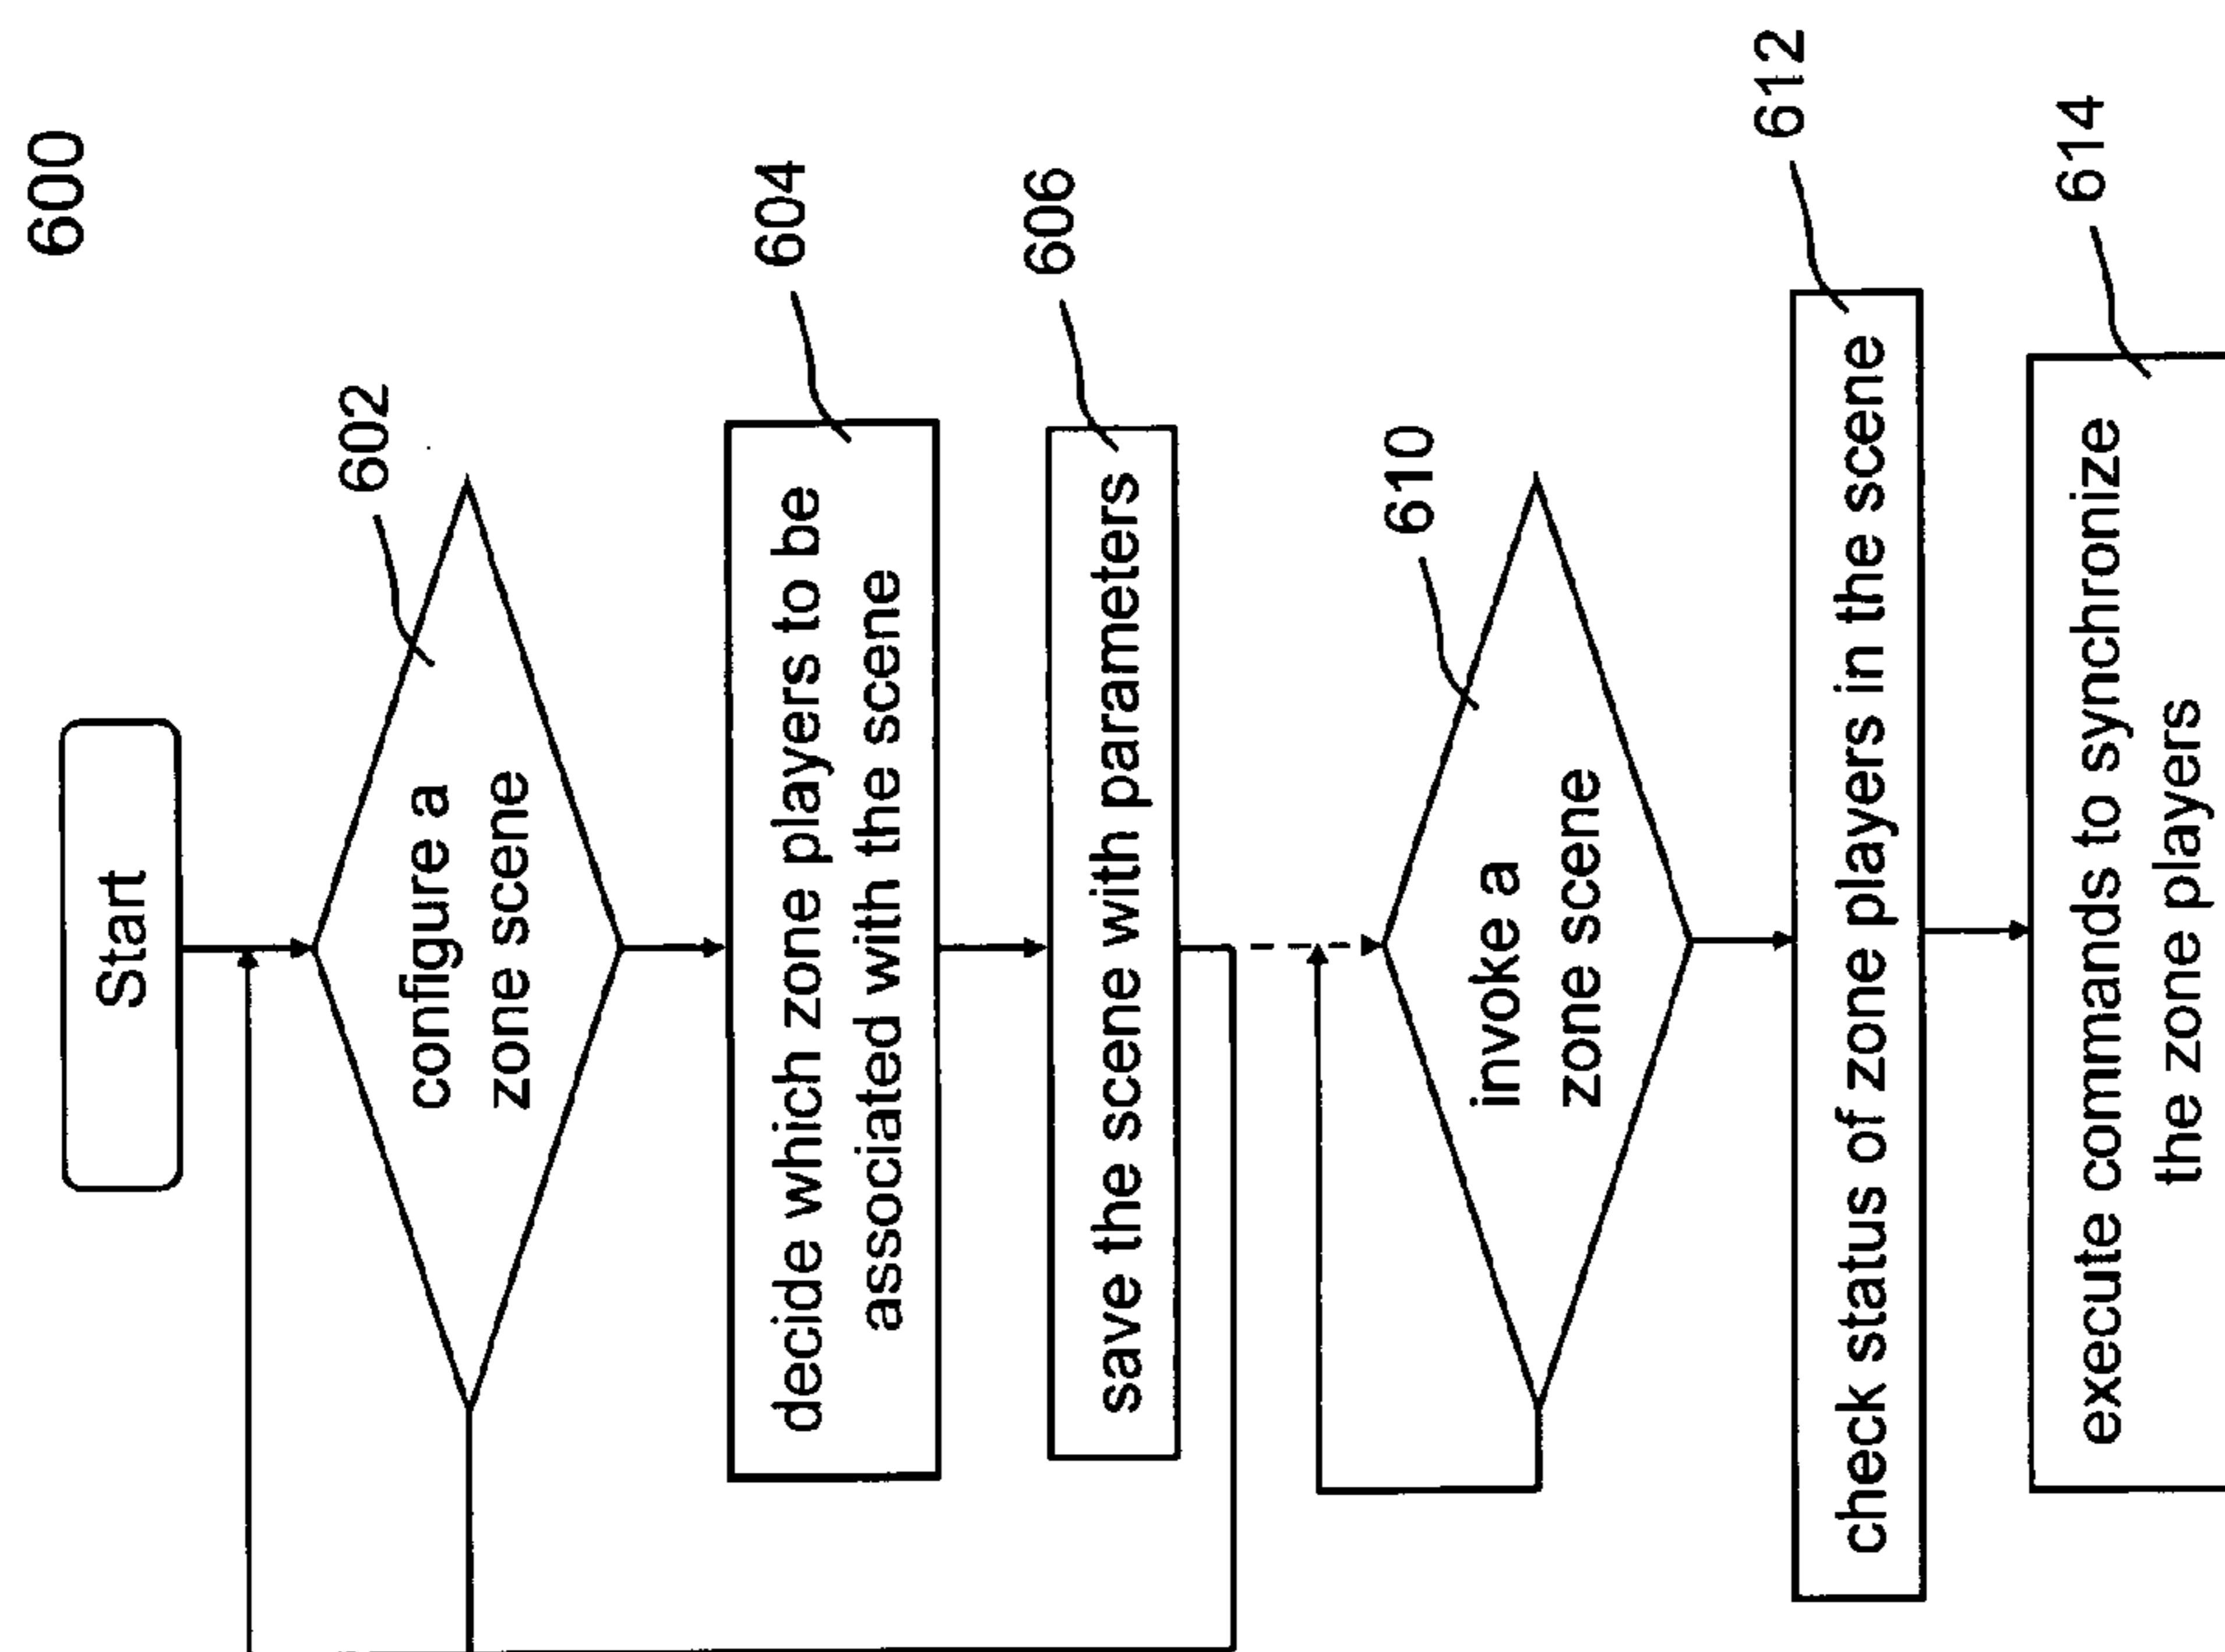 600
Start
602
configure a
zone scene
604
decide which zone players to be
associated with the scene
606
save the scene with parameters
610
invoke a
zone scene
612
check status of zone players in the scene
614
execute commands to synchronize
the zone players